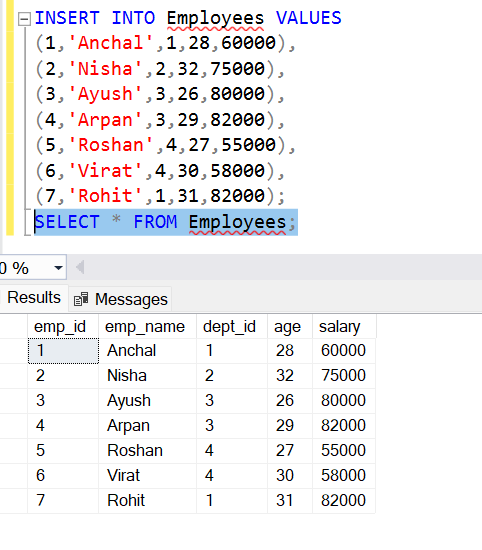 INSERT INTO Employees VALUES
(1,'Anchal',1,28,60000),
(2,'Nisha',2,32,75000),
(3,'Ayush',3,26,80000),
(4,'Arpan',3,29,82000),
(5,'Roshan',4,27,55000),
(6,'Virat',4,30,58000),
(7,'Rohit',1,31,82000);
SELECT * FROM Employees;
0 %
Results Messages
emp_id emp_name dept_id age salary
1 Anchal 1 28 60000
2 Nisha 2 32 75000
3 Ayush 3 26 80000
4 Arpan 3 29 82000
5 Roshan 4 27 55000
6 Virat 4 30 58000
7 Rohit 1 31 82000